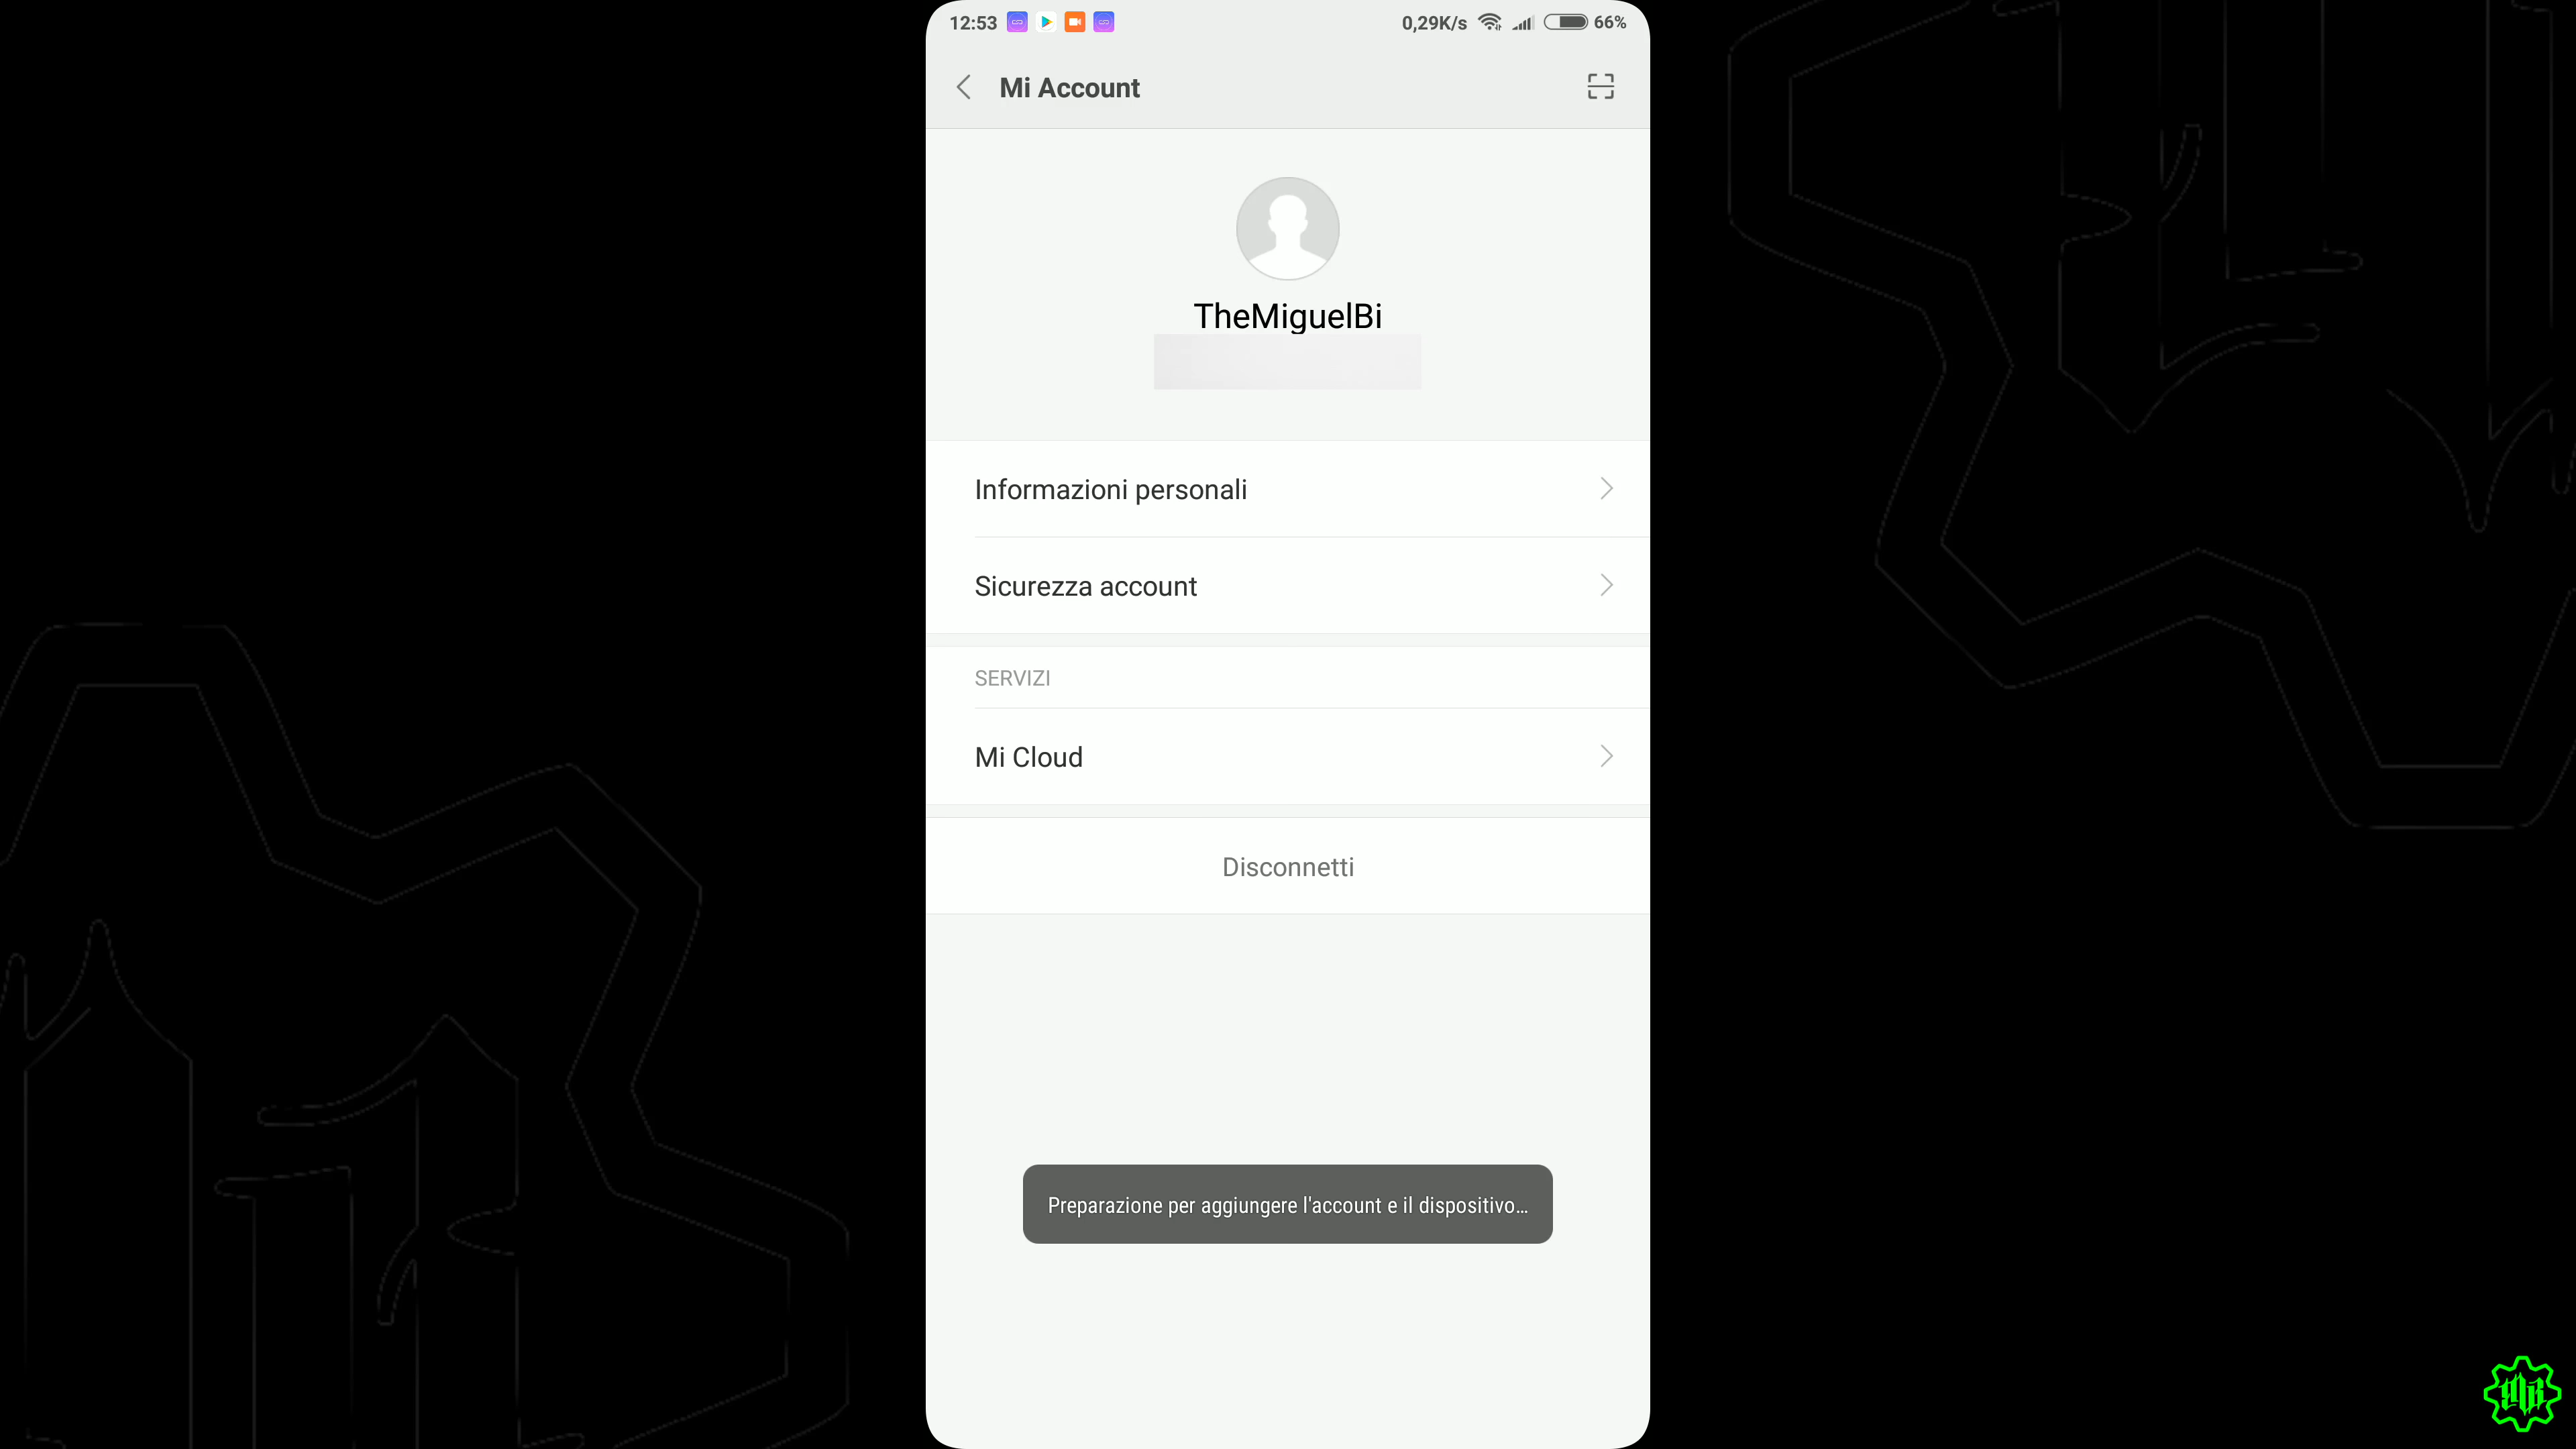 12:53 0,29K/s 66%
Mi Account
TheMiguelBi
Informazioni personali
Sicurezza account
SERVIZI
Mi Cloud
Disconnetti
Preparazione per aggiungere l'account e il dispositivo…